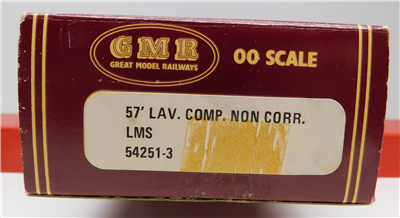 GMR
GREAT MODEL RAILWAYS
OO SCALE
57' LAV. COMP. NON CORR.
LMS
54251-3